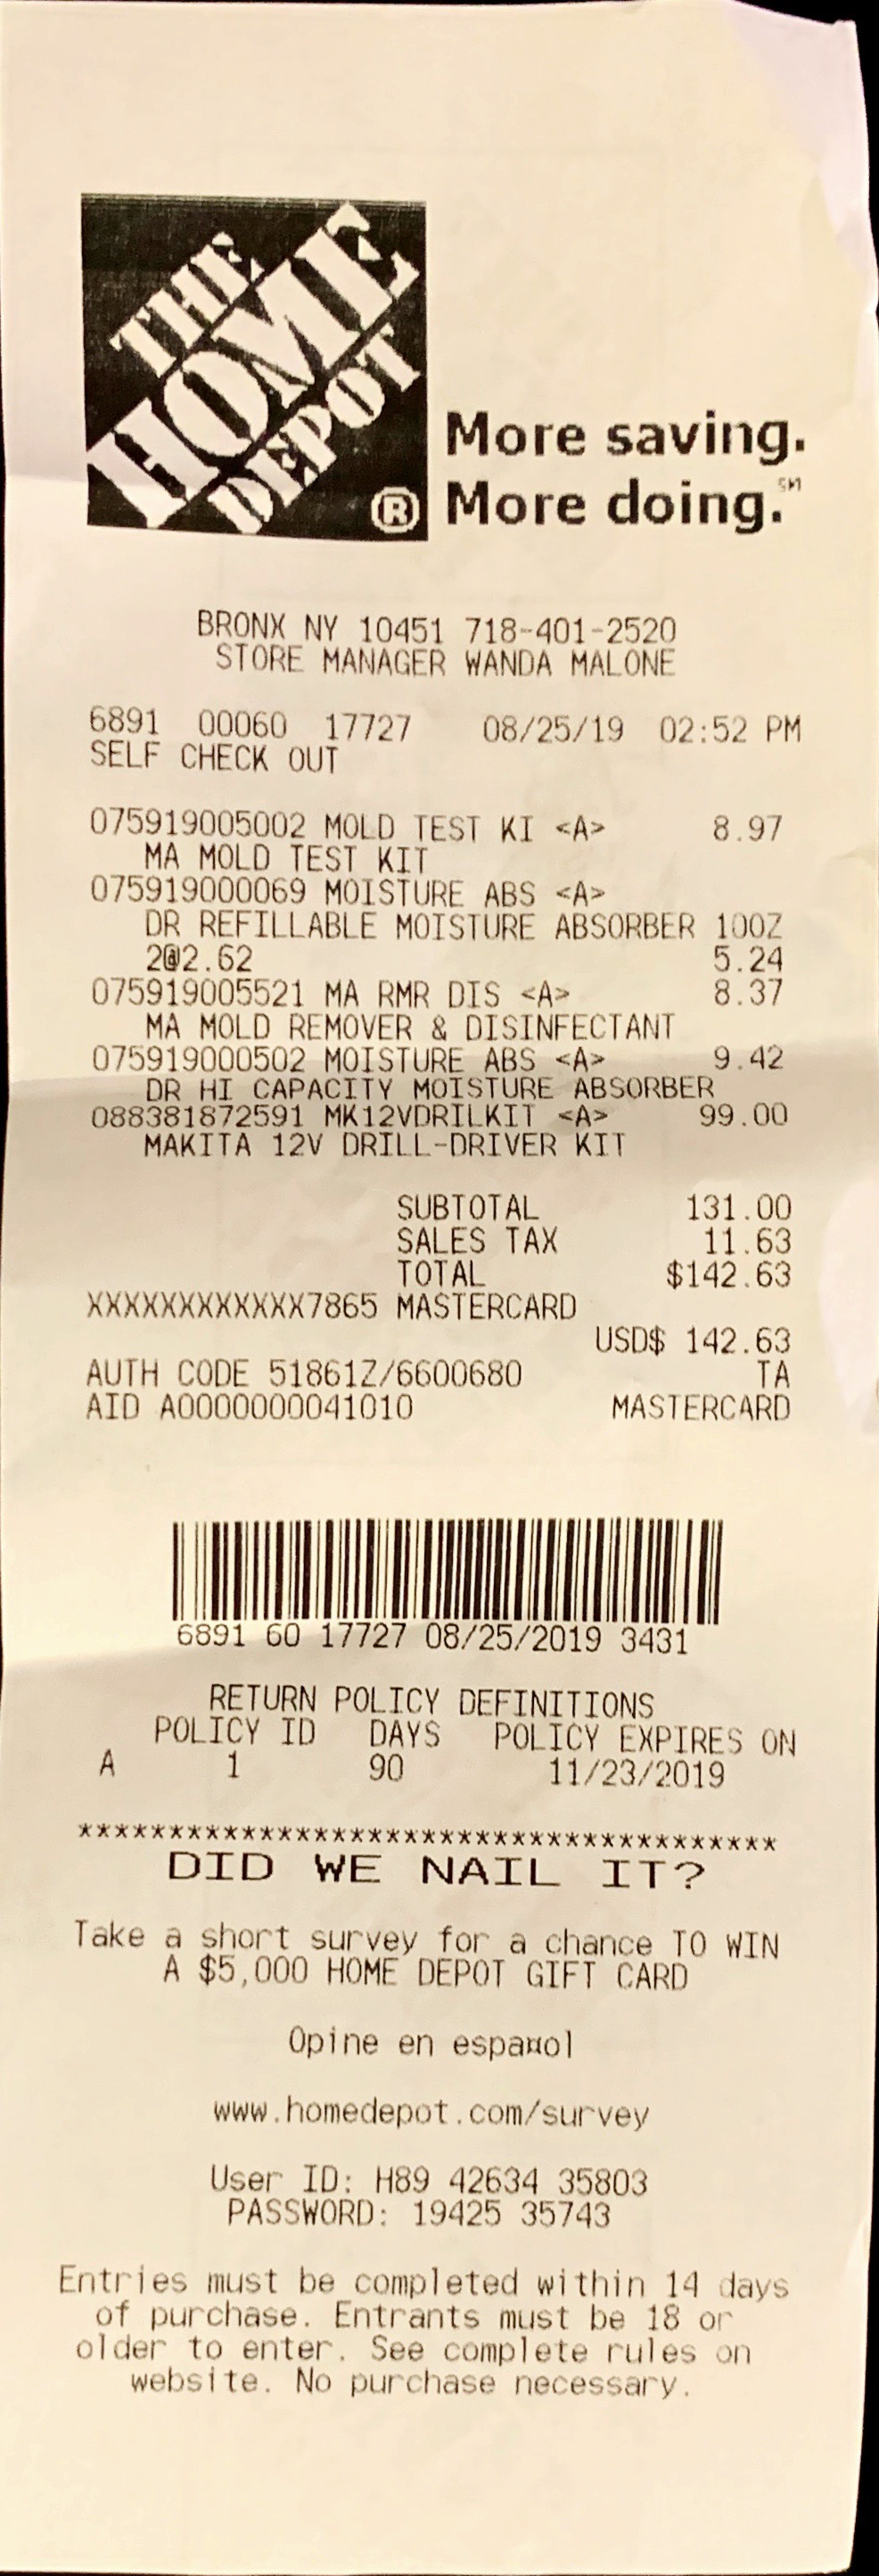 THE
HOME
DEPOT
®
More saving.
More doing.℠
BRONX NY 10451 718-401-2520
STORE MANAGER WANDA MALONE
6891 00060 17727 08/25/19 02:52 PM
SELF CHECK OUT
075919005002 MOLD TEST KI <A> 8.97
MA MOLD TEST KIT
075919000069 MOISTURE ABS <A>
DR REFILLABLE MOISTURE ABSORBER 10OZ
2@2.62 5.24
075919005521 MA RMR DIS <A> 8.37
MA MOLD REMOVER & DISINFECTANT
075919000502 MOISTURE ABS <A> 9.42
DR HI CAPACITY MOISTURE ABSORBER
088381872591 MK12VDRILKIT <A> 99.00
MAKITA 12V DRILL-DRIVER KIT
SUBTOTAL 131.00
SALES TAX 11.63
TOTAL $142.63
XXXXXXXXXXXX7865 MASTERCARD
USD$ 142.63
AUTH CODE 51861Z/6600680 TA
AID A0000000041010 MASTERCARD
6891 60 17727 08/25/2019 3431
RETURN POLICY DEFINITIONS
POLICY ID DAYS POLICY EXPIRES ON
A 1 90 11/23/2019
***************************************
DID WE NAIL IT?
Take a short survey for a chance TO WIN
A $5,000 HOME DEPOT GIFT CARD
Opine en espa¤ol
www.homedepot.com/survey
User ID: H89 42634 35803
PASSWORD: 19425 35743
Entries must be completed within 14 days
of purchase. Entrants must be 18 or
older to enter. See complete rules on
website. No purchase necessary.